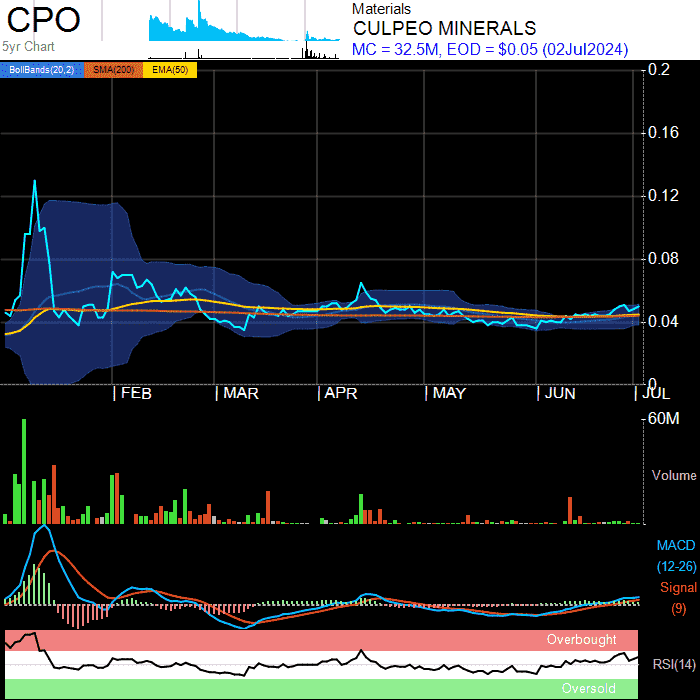 CPO
5yr Chart
Materials
CULPEO MINERALS
MC = 32.5M, EOD = $0.05 (02Jul2024)
BollBands(20,2) SMA(200) EMA(50)
0.2
0.16
0.12
0.08
0.04
0
| FEB | MAR | APR | MAY | JUN | JUL
60M
Volume
MACD
(12-26)
Signal
(9)
Overbought
RSI(14)
Oversold